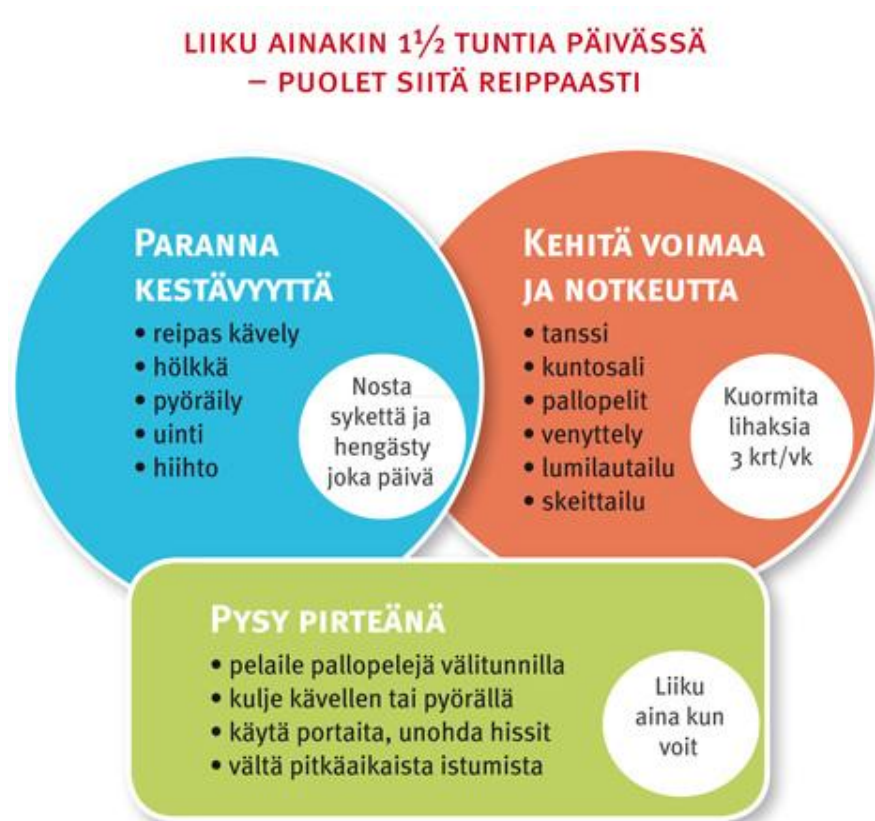 LIIKU AINAKIN 1½ TUNTIA PÄIVÄSSÄ
– PUOLET SIITÄ REIPPAASTI
PARANNA
KESTÄVYYTTÄ
• reipas kävely
• hölkkä
• pyöräily
• uinti
• hiihto
Nosta
sykettä ja
hengästy
joka päivä
KEHITÄ VOIMAA
JA NOTKEUTTA
• tanssi
• kuntosali
• pallopelit
• venyttely
• lumilautailu
• skeittailu
Kuormita
lihaksia
3 krt/vk
PYSY PIRTEÄNÄ
• pelaile pallopelejä välitunnilla
• kulje kävellen tai pyörällä
• käytä portaita, unohda hissit
• vältä pitkäaikaista istumista
Liiku
aina kun
voit